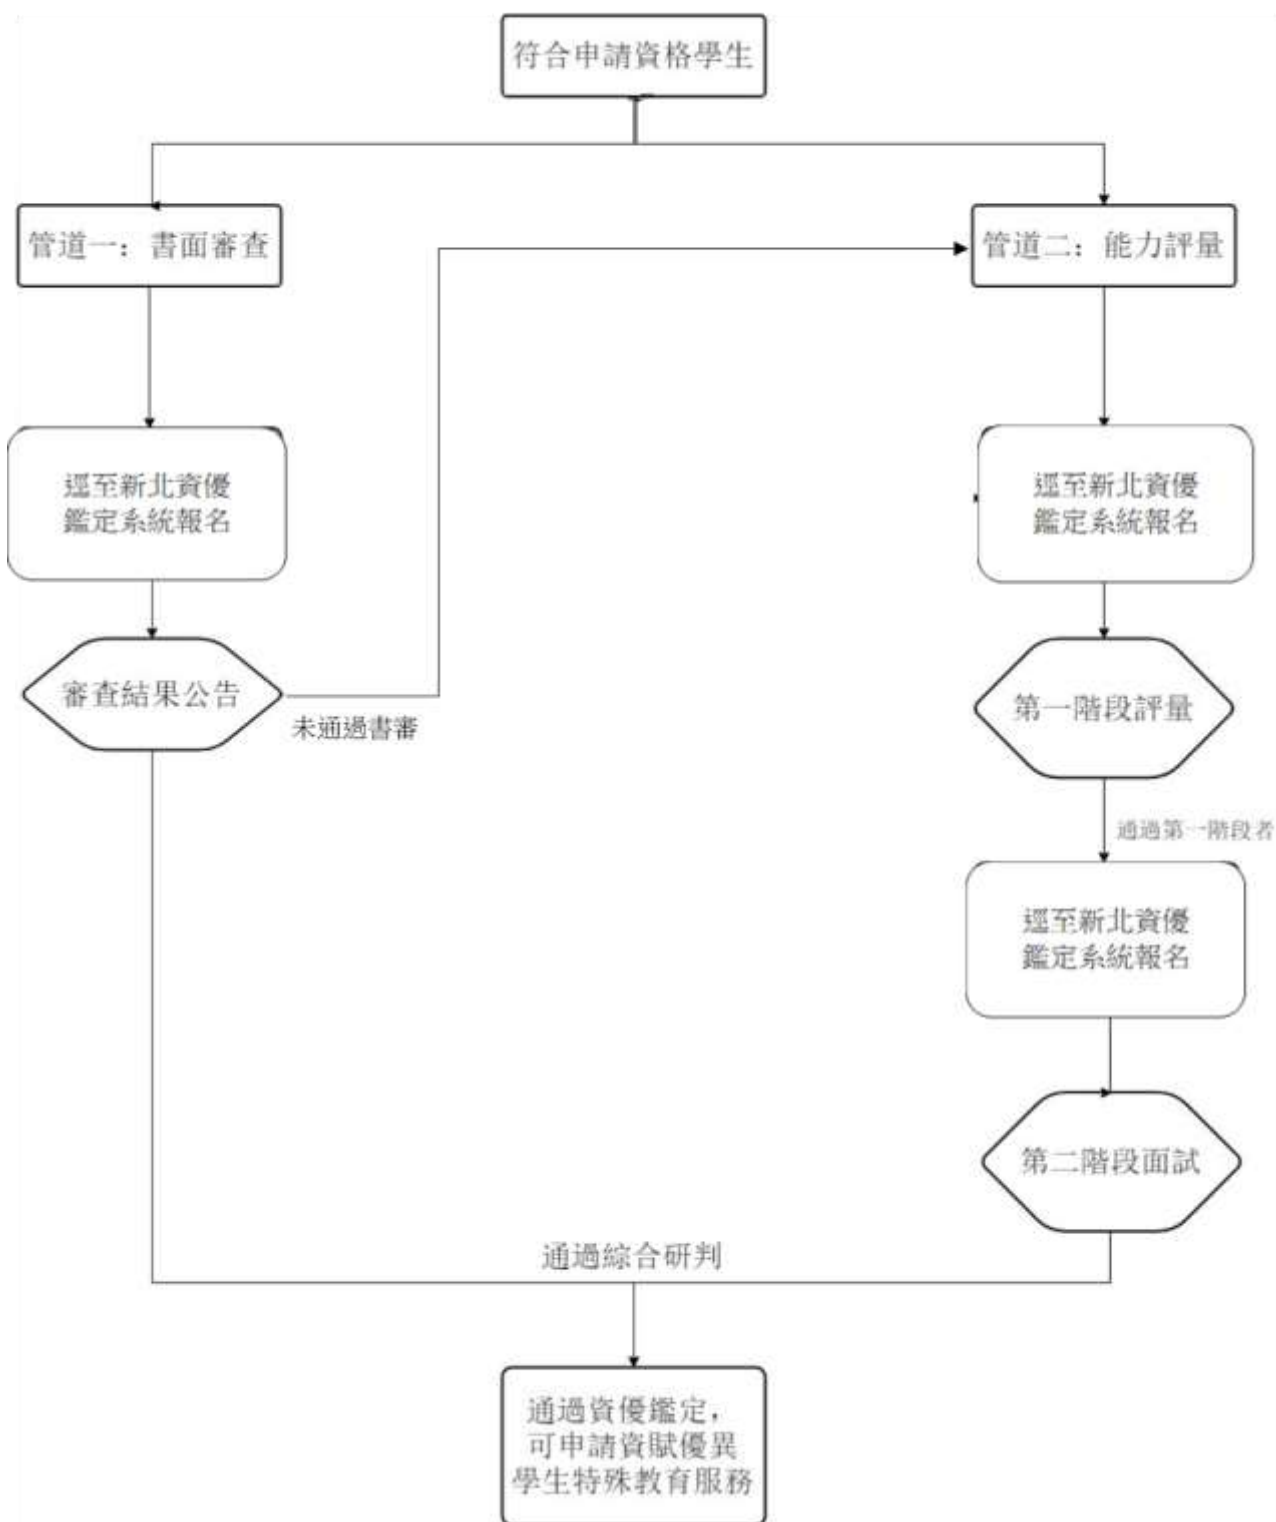 符合申請資格學生
管道一：書面審查
管道二：能力評量
逕至新北資優
鑑定系統報名
逕至新北資優
鑑定系統報名
審查結果公告
未通過書審
第一階段評量
通過第一階段者
逕至新北資優
鑑定系統報名
第二階段面試
通過綜合研判
通過資優鑑定，
可申請資賦優異
學生特殊教育服務